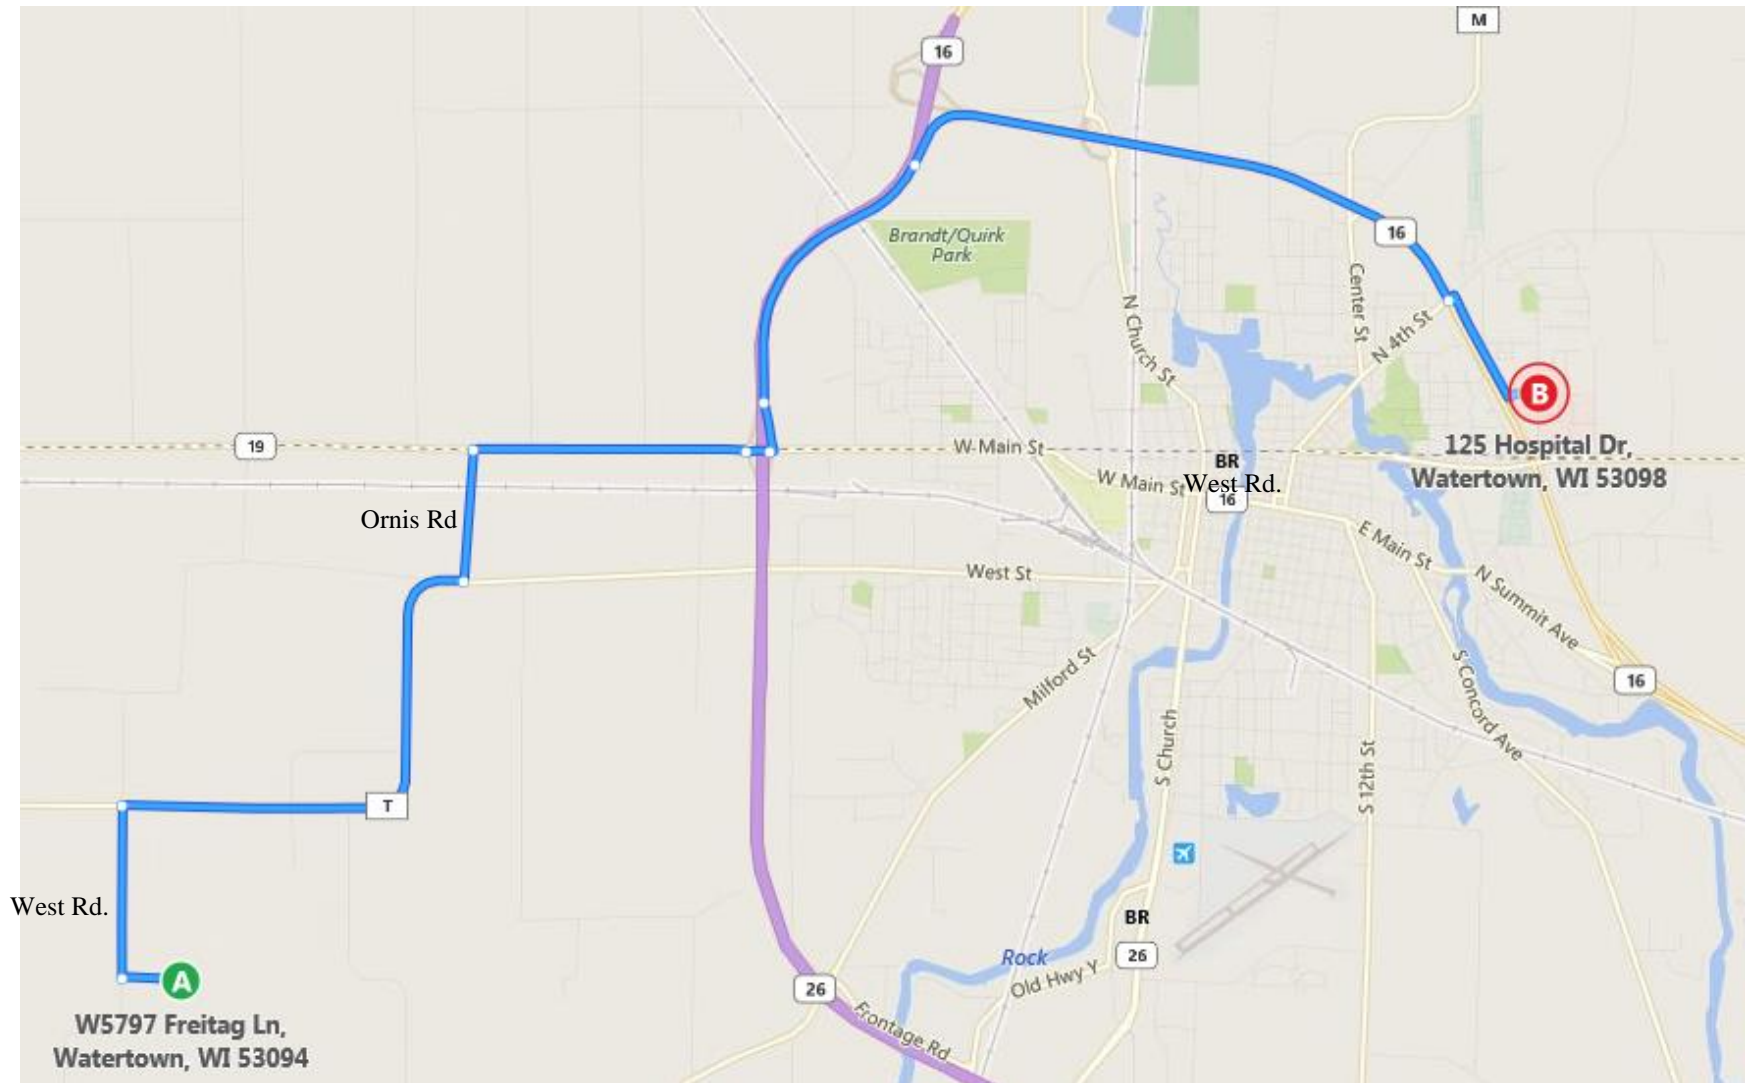 M
16
Brandt/Quirk
Park
16
Center St
N Church St
N 4th St
B
19
W Main St
125 Hospital Dr,
Watertown, WI 53098
BR
W Main St
West Rd.
16
Ornis Rd
E Main St
West St
N Summit Ave
Milford St
S Concord Ave
16
S Church
S 12th St
T
West Rd.
BR
26
A
Rock
Old Hwy Y
26
Frontage Rd
W5797 Freitag Ln,
Watertown, WI 53094